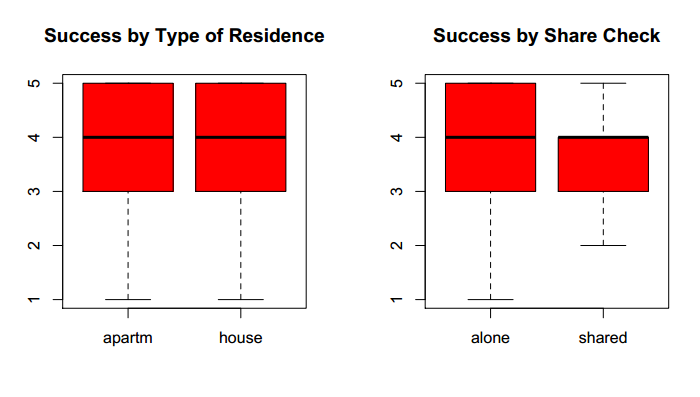 Success by Type of Residence
5
4
3
2
1
apartm house
Success by Share Check
5
4
3
2
1
alone shared